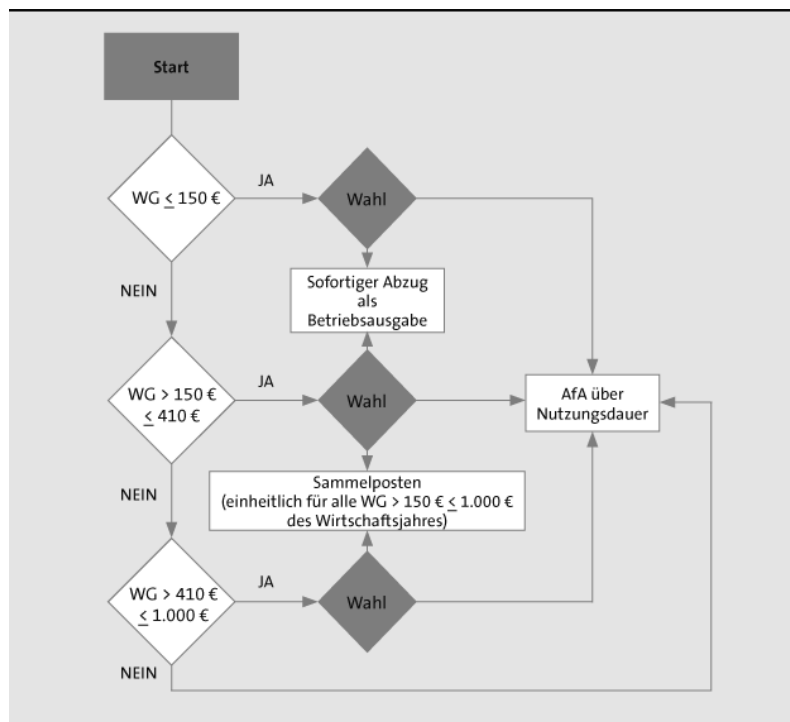 Start
WG ≤ 150 €
JA
Wahl
Sofortiger Abzug
als
Betriebsausgabe
NEIN
WG > 150 €
≤ 410 €
JA
Wahl
AfA über
Nutzungsdauer
Sammelposten
(einheitlich für alle WG > 150 € ≤ 1.000 €
des Wirtschaftsjahres)
NEIN
WG > 410 €
≤ 1.000 €
JA
Wahl
NEIN